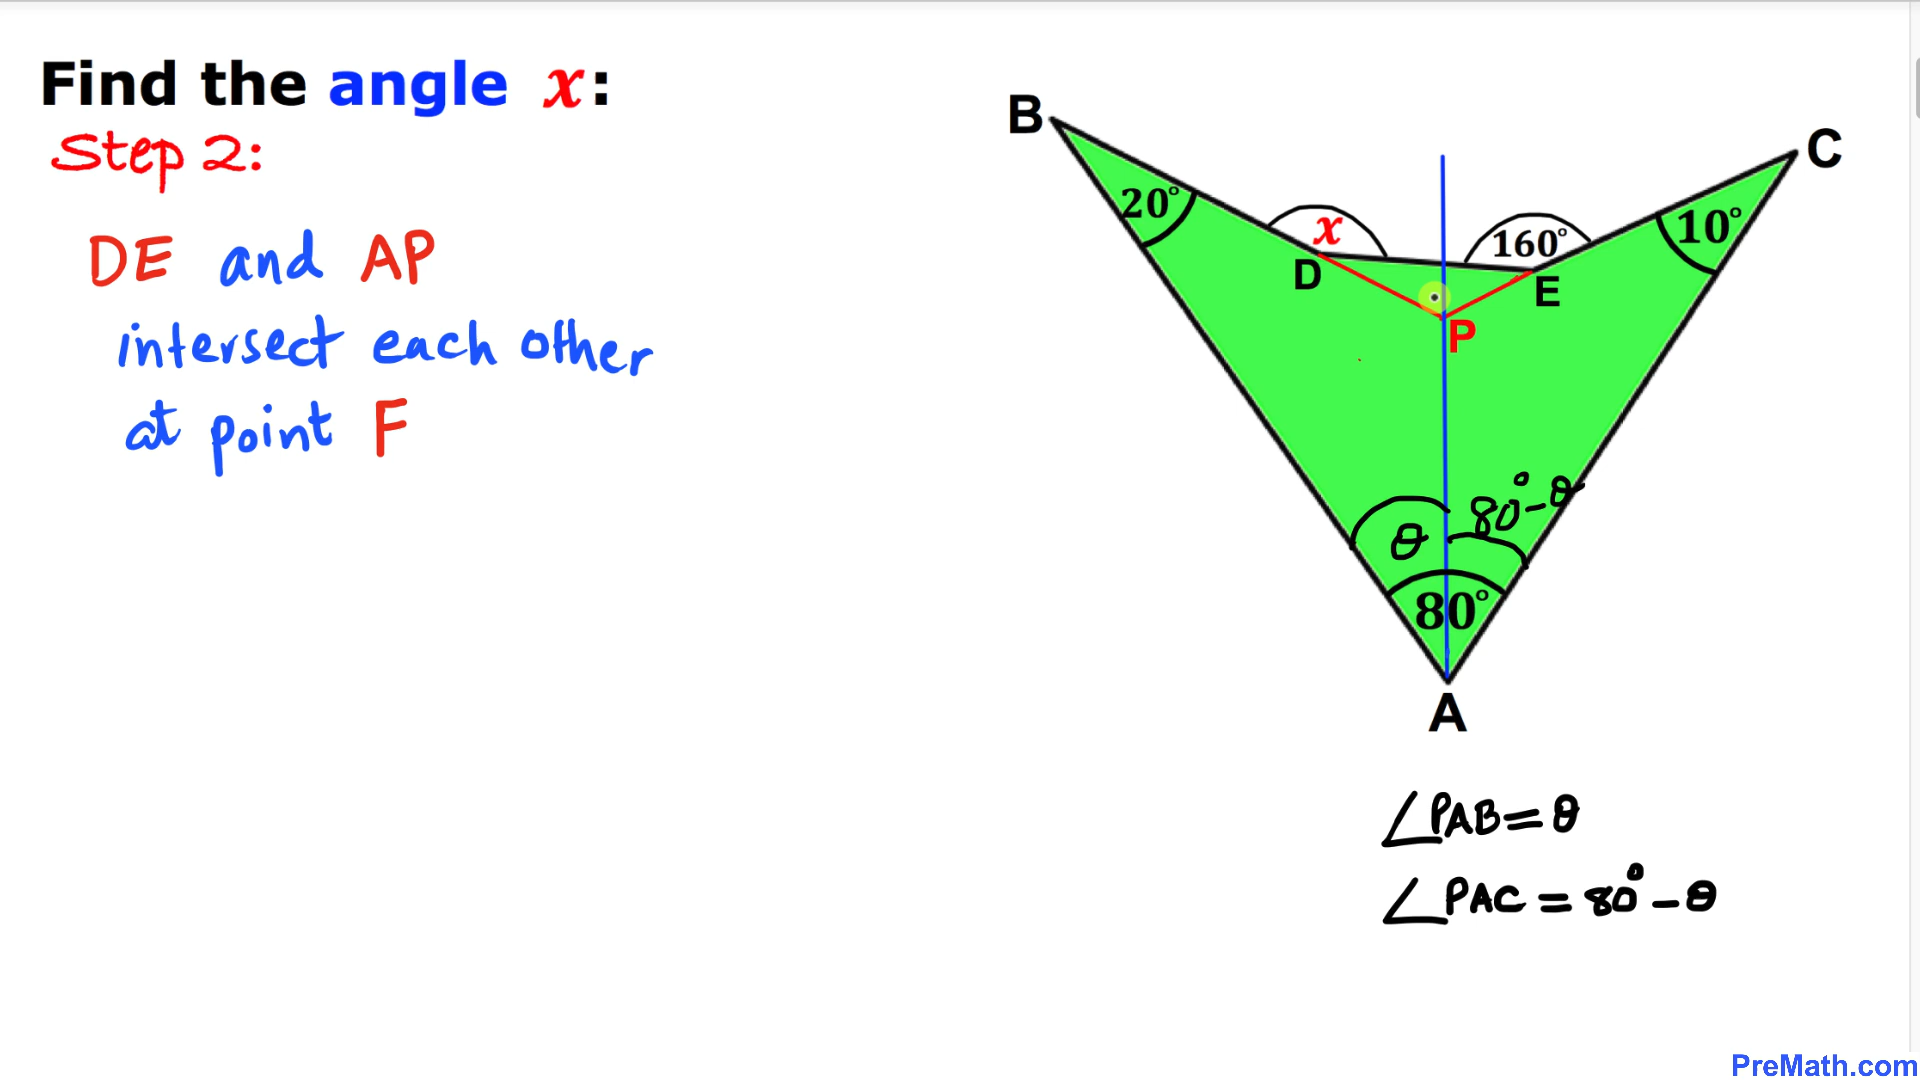 Find the angle x:
Step 2:
DE and AP
intersect each other
at point F
B
C
20°
x
160°
10°
D
E
P
80°-θ
θ
80°
A
∠PAB=θ
∠PAC=80°-θ
PreMath.com